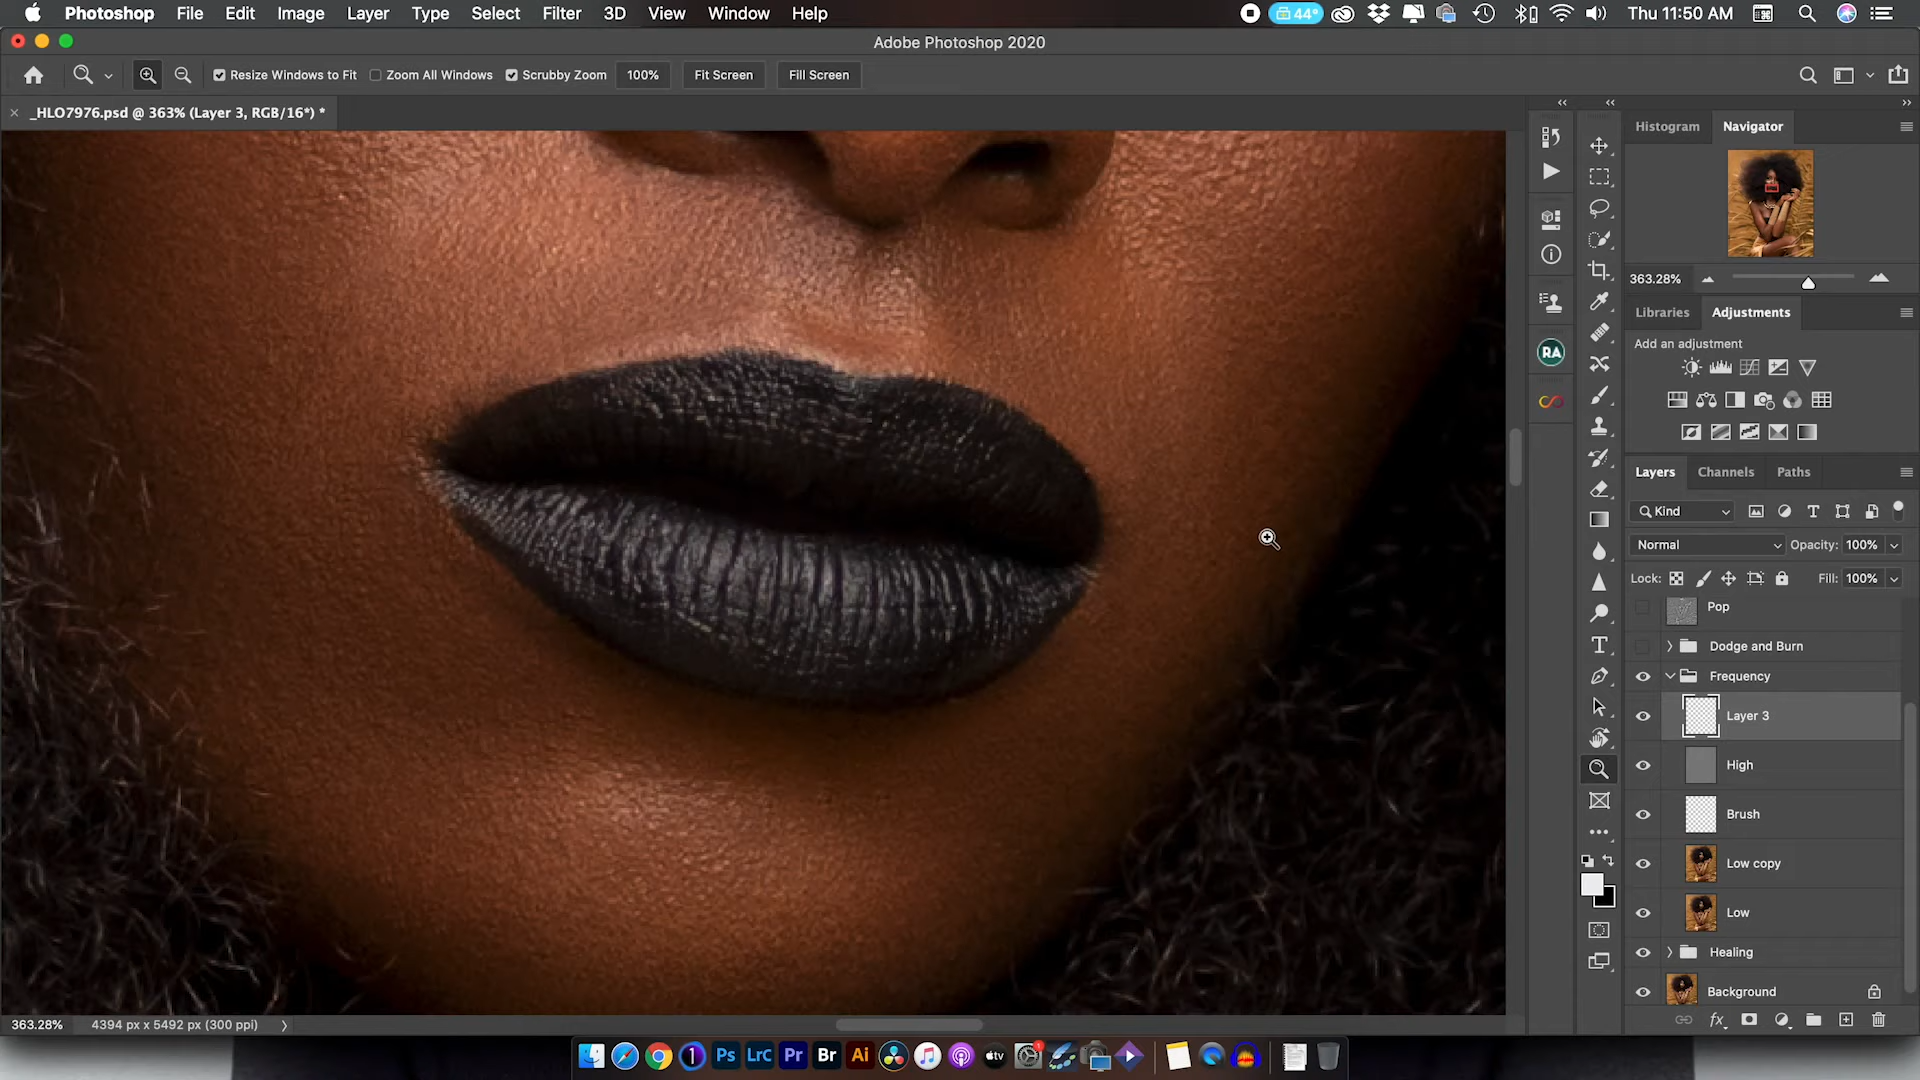 Photoshop File Edit Image Layer Type Select Filter 3D View Window Help 44° Thu 11:50 AM
Adobe Photoshop 2020
Resize Windows to Fit Zoom All Windows Scrubby Zoom 100% Fit Screen Fill Screen
_HLO7976.psd @ 363% (Layer 3, RGB/16*) *
Histogram Navigator
363.28%
Libraries Adjustments
Add an adjustment
RA
Layers Channels Paths
Kind
Normal Opacity: 100%
Lock: Fill: 100%
Pop
Dodge and Burn
Frequency
Layer 3
High
Brush
Low copy
Low
Healing
Background
fx
363.28% 4394 px x 5492 px (300 ppi)
1 Ps LrC Pr Br Ai tv 1